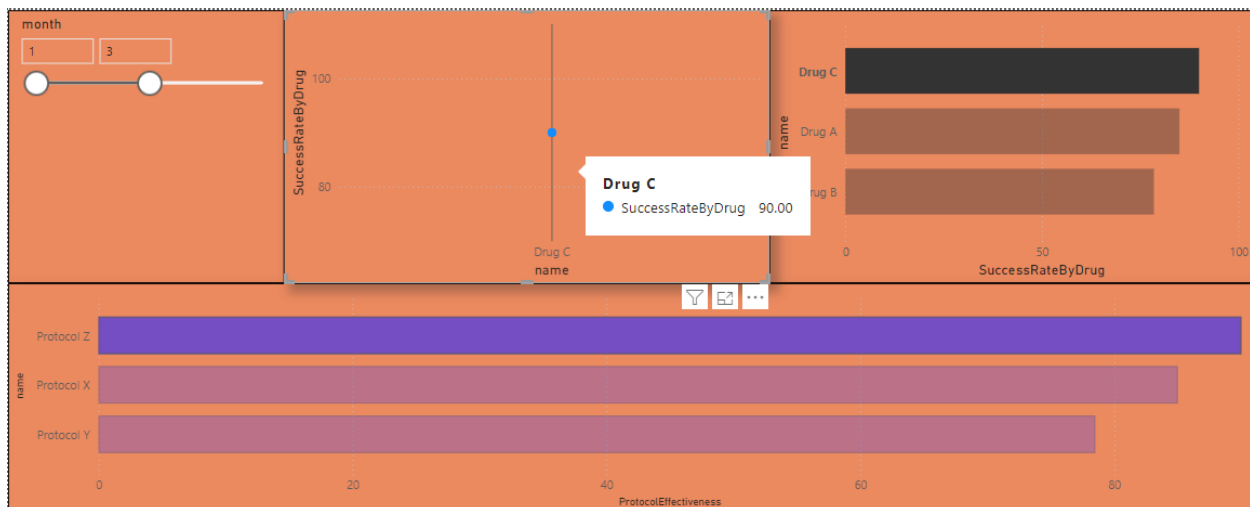 month
1
3
SuccessRateByDrug
100
80
Drug C
name
Drug C
SuccessRateByDrug 90.00
name
Drug C
Drug A
rug B
0
50
100
SuccessRateByDrug
name
Protocol Z
Protocol X
Protocol Y
0
20
40
60
80
ProtocolEffectiveness